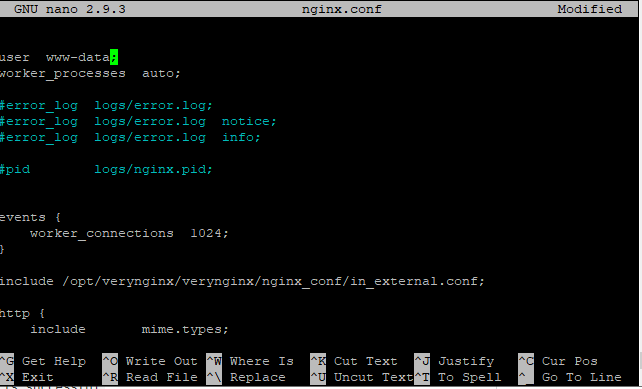 GNU nano 2.9.3 nginx.conf Modified
user www-data;
worker_processes auto;
#error_log logs/error.log;
#error_log logs/error.log notice;
#error_log logs/error.log info;
#pid logs/nginx.pid;
events {
worker_connections 1024;
}
include /opt/verynginx/verynginx/nginx_conf/in_external.conf;
http {
include mime.types;
^G Get Help ^O Write Out ^W Where Is ^K Cut Text ^J Justify ^C Cur Pos
^X Exit ^R Read File ^\ Replace ^U Uncut Text ^T To Spell ^_ Go To Line